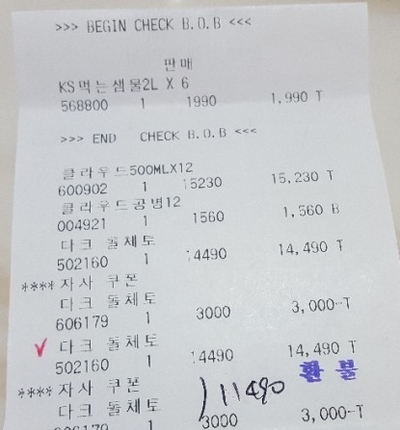 >>> BEGIN CHECK B.O.B <<<
판매
KS먹는샘물2L X 6
568800 1 1990 1,990 T
>>> END CHECK B.O.B <<<
클라우드500MLX12
600902 1 15230 15,230 T
클라우드공병12
004921 1 1560 1,560 B
다크 돌체토
502160 1 14490 14,490 T
****자사 쿠폰
다크 돌체토
606179 1 3000 3,000-T
다크 돌체토
502160 1 14490 14,490 T
환불
****자사 쿠폰
11490
다크 돌체토
606179 1 3000 3,000-T